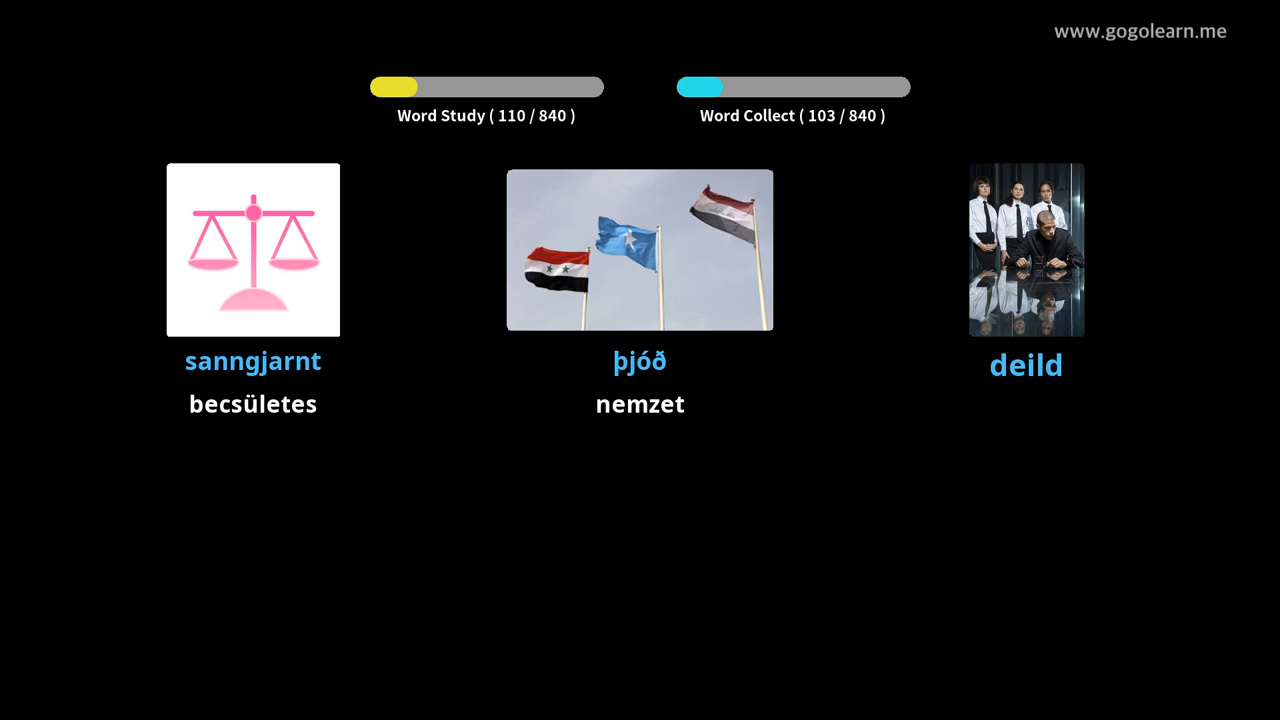 www.gogolearn.me
Word Study ( 110 / 840 )
Word Collect ( 103 / 840 )
sanngjarnt
becsületes
þjóð
nemzet
deild